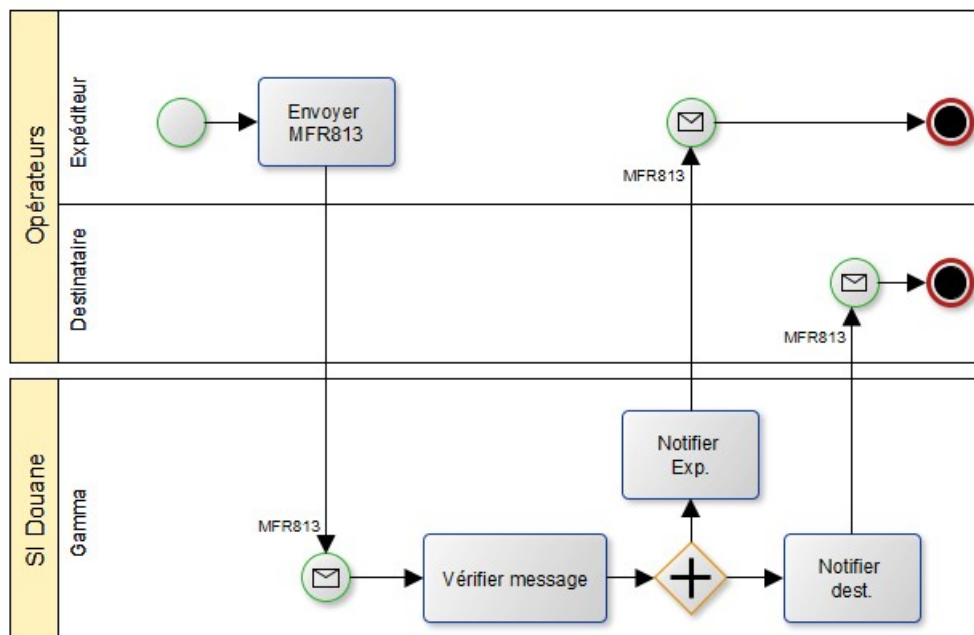 Opérateurs
Expéditeur
Envoyer
MFR813
MFR813
Destinataire
MFR813
SI Douane
Gamma
MFR813
Vérifier message
Notifier
Exp.
Notifier
dest.